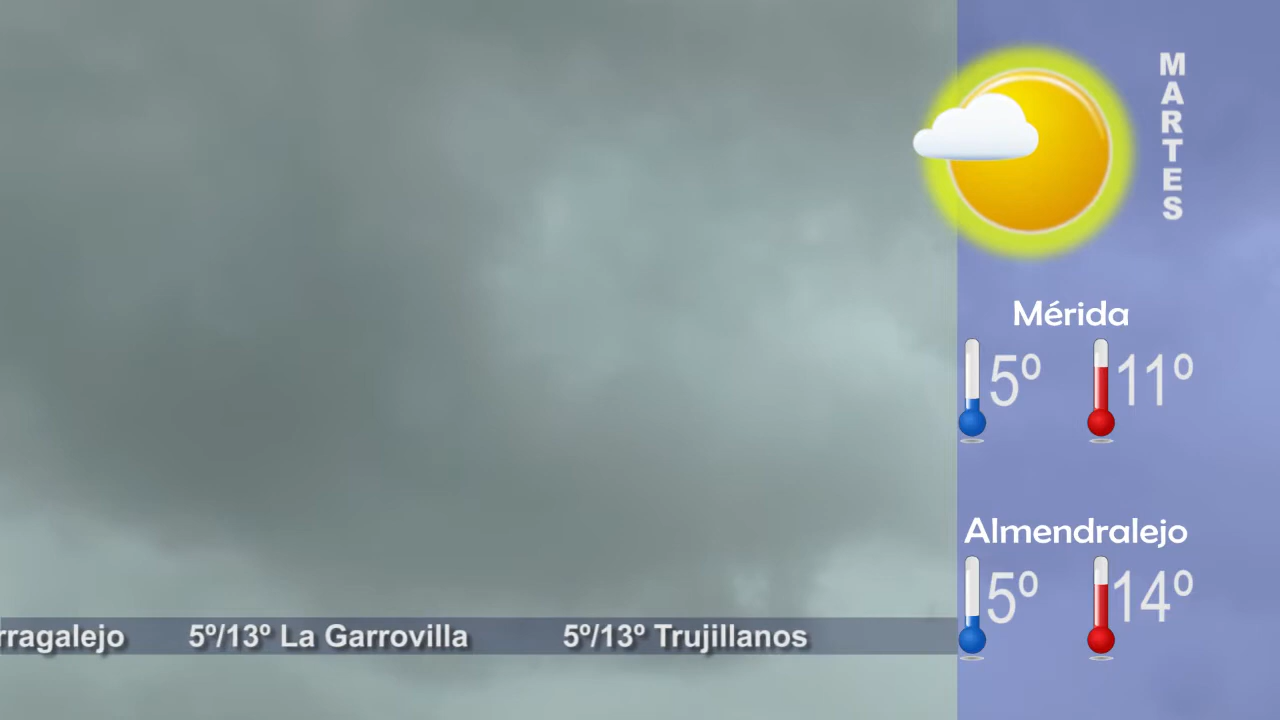 MARTES
Mérida
5º 11º
Almendralejo
5º 14º
5º/13º La Garrovilla 5º/13º Trujillanos